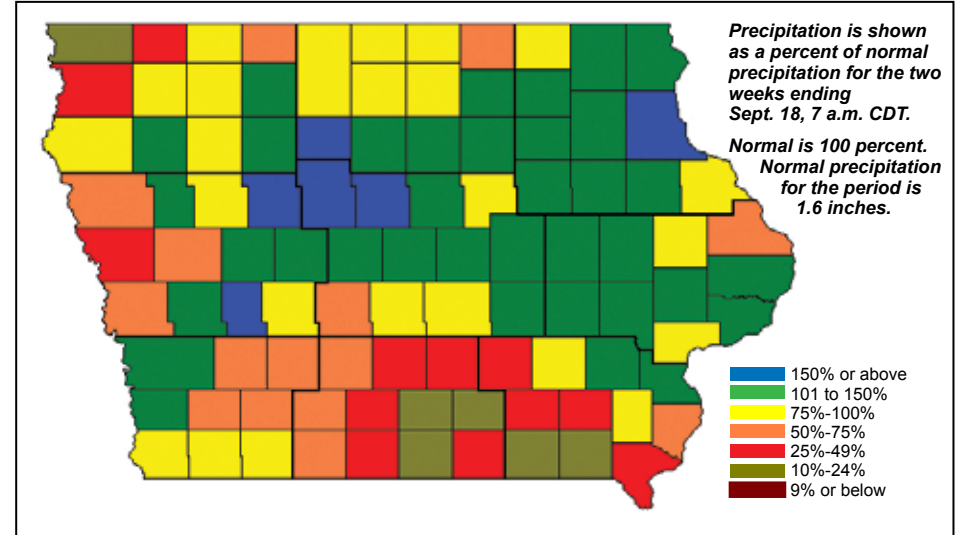 Precipitation is shown
as a percent of normal
precipitation for the two
weeks ending
Sept. 18, 7 a.m. CDT.
Normal is 100 percent.
Normal precipitation
for the period is
1.6 inches.
150% or above
101 to 150%
75%-100%
50%-75%
25%-49%
10%-24%
9% or below